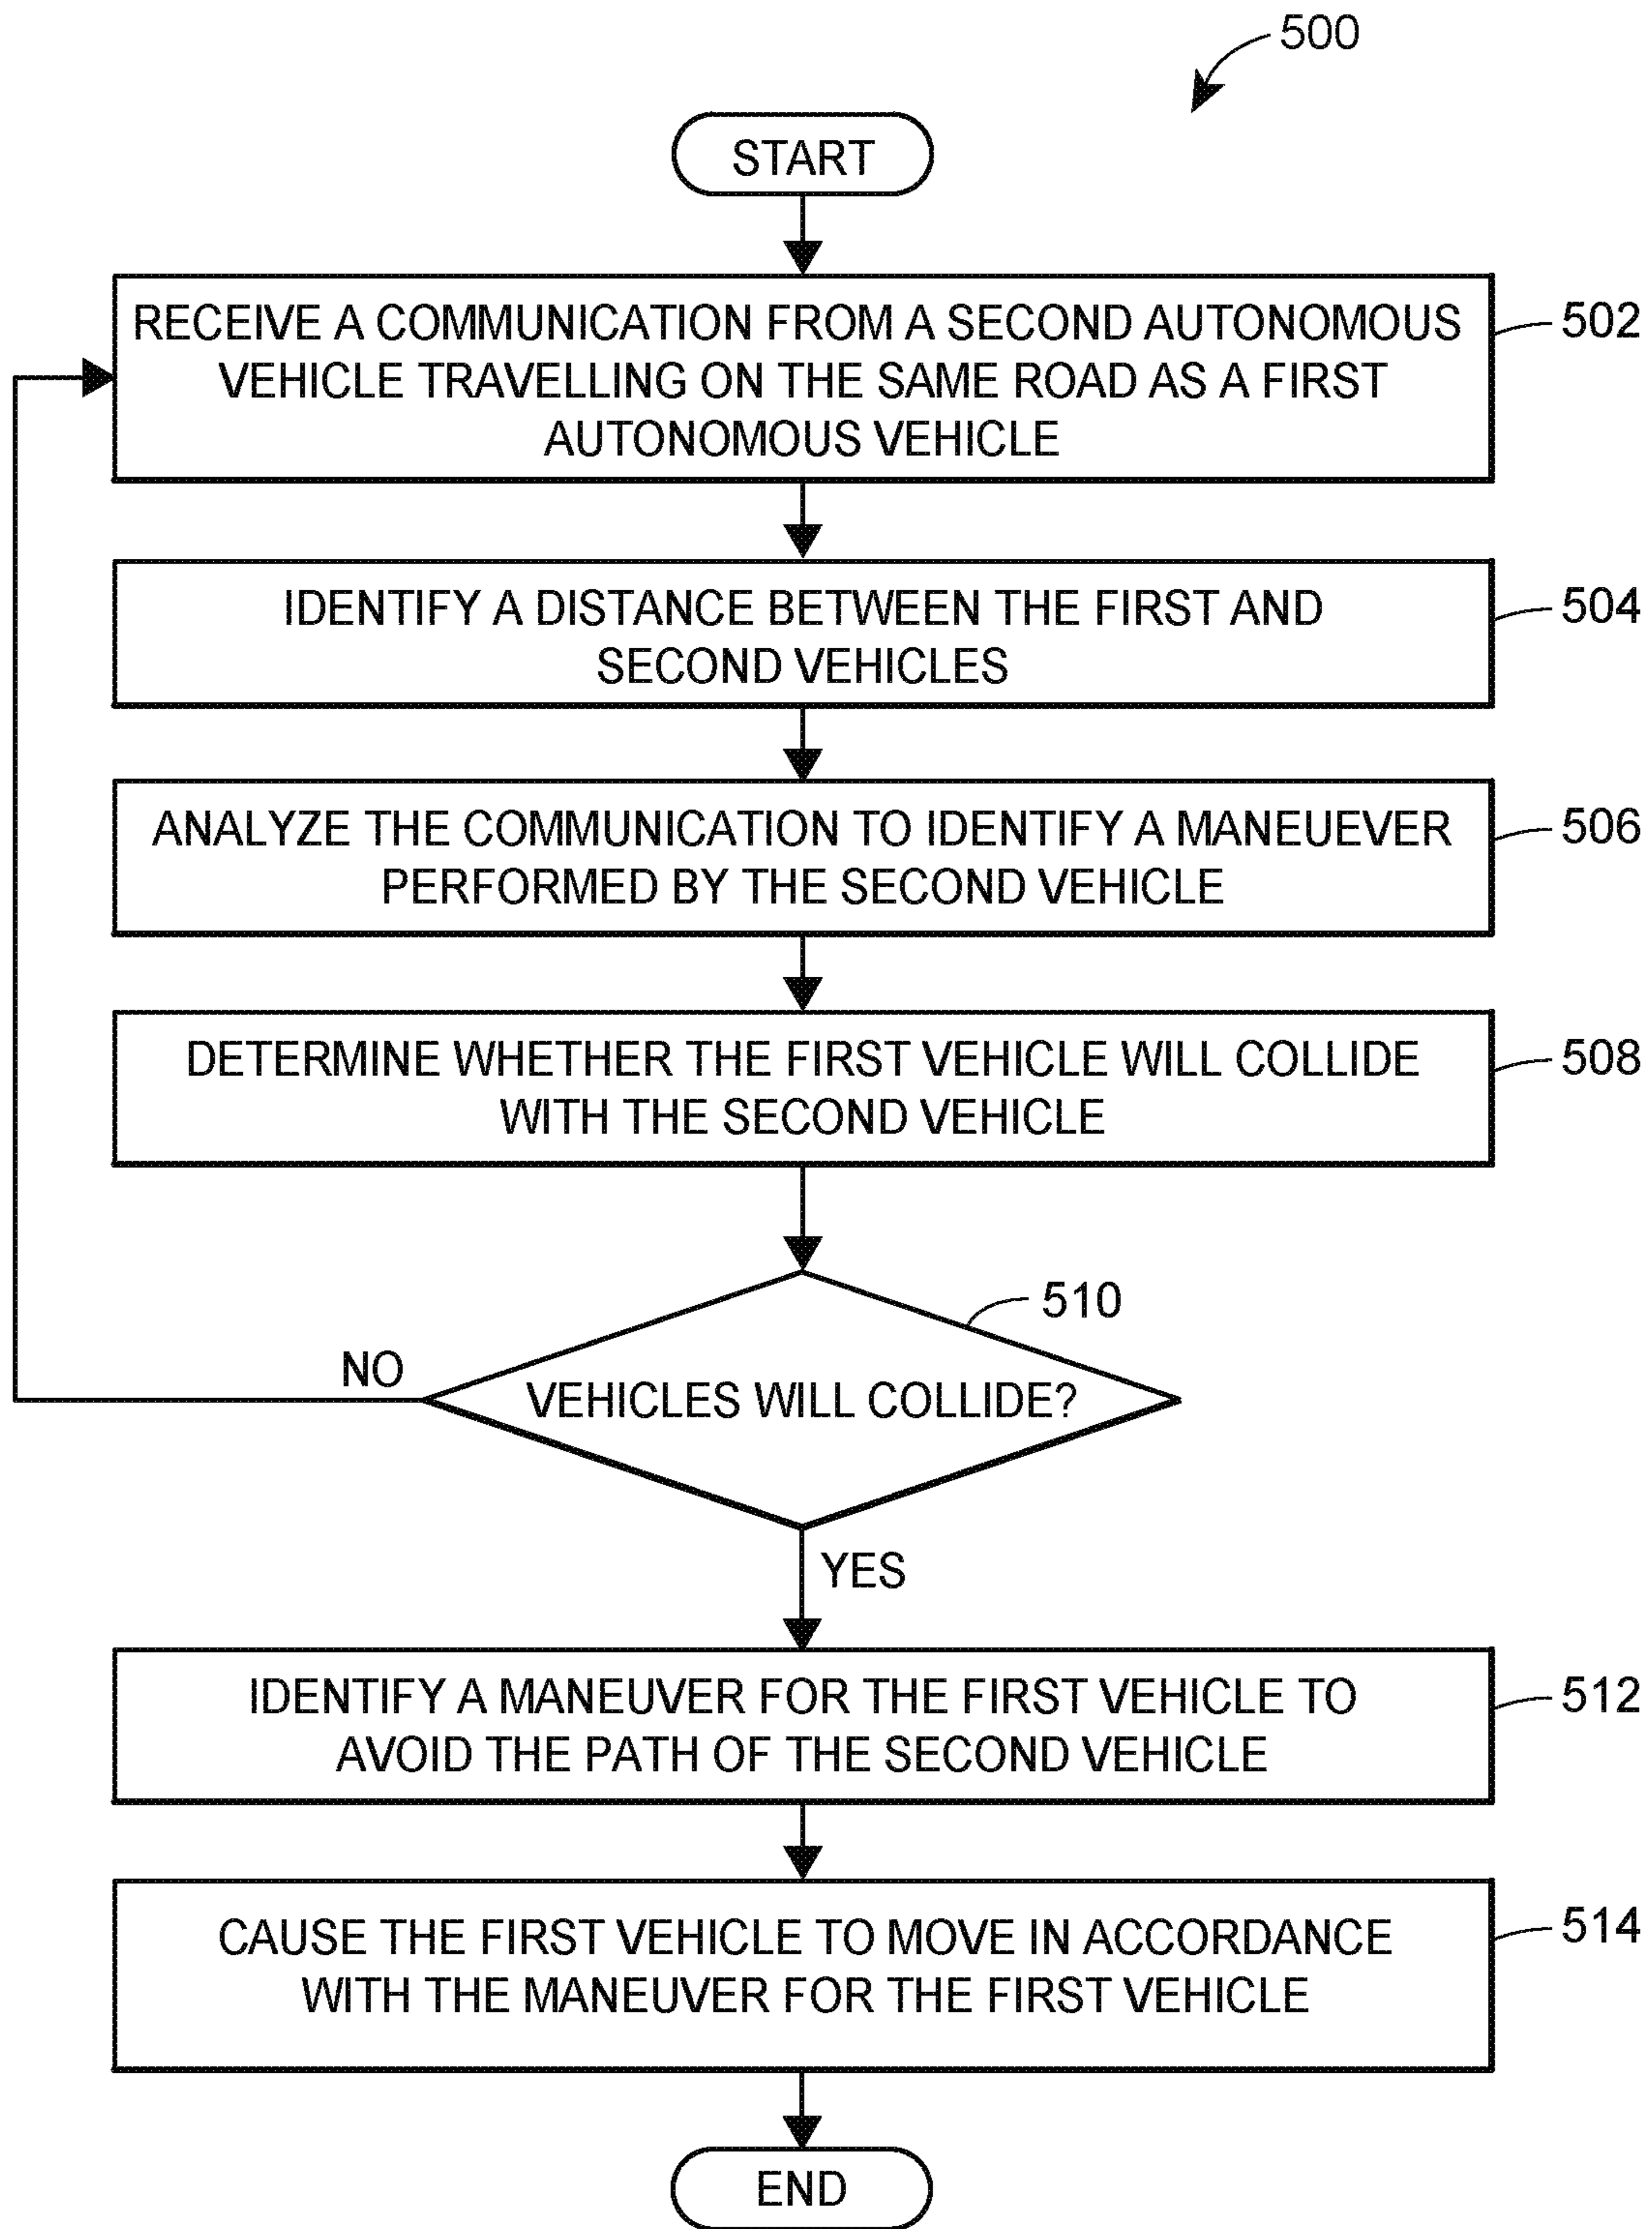 500
START
RECEIVE A COMMUNICATION FROM A SECOND AUTONOMOUS
VEHICLE TRAVELLING ON THE SAME ROAD AS A FIRST
AUTONOMOUS VEHICLE
502
IDENTIFY A DISTANCE BETWEEN THE FIRST AND
SECOND VEHICLES
504
ANALYZE THE COMMUNICATION TO IDENTIFY A MANEUEVER
PERFORMED BY THE SECOND VEHICLE
506
DETERMINE WHETHER THE FIRST VEHICLE WILL COLLIDE
WITH THE SECOND VEHICLE
508
510
NO
VEHICLES WILL COLLIDE?
YES
IDENTIFY A MANEUVER FOR THE FIRST VEHICLE TO
AVOID THE PATH OF THE SECOND VEHICLE
512
CAUSE THE FIRST VEHICLE TO MOVE IN ACCORDANCE
WITH THE MANEUVER FOR THE FIRST VEHICLE
514
END